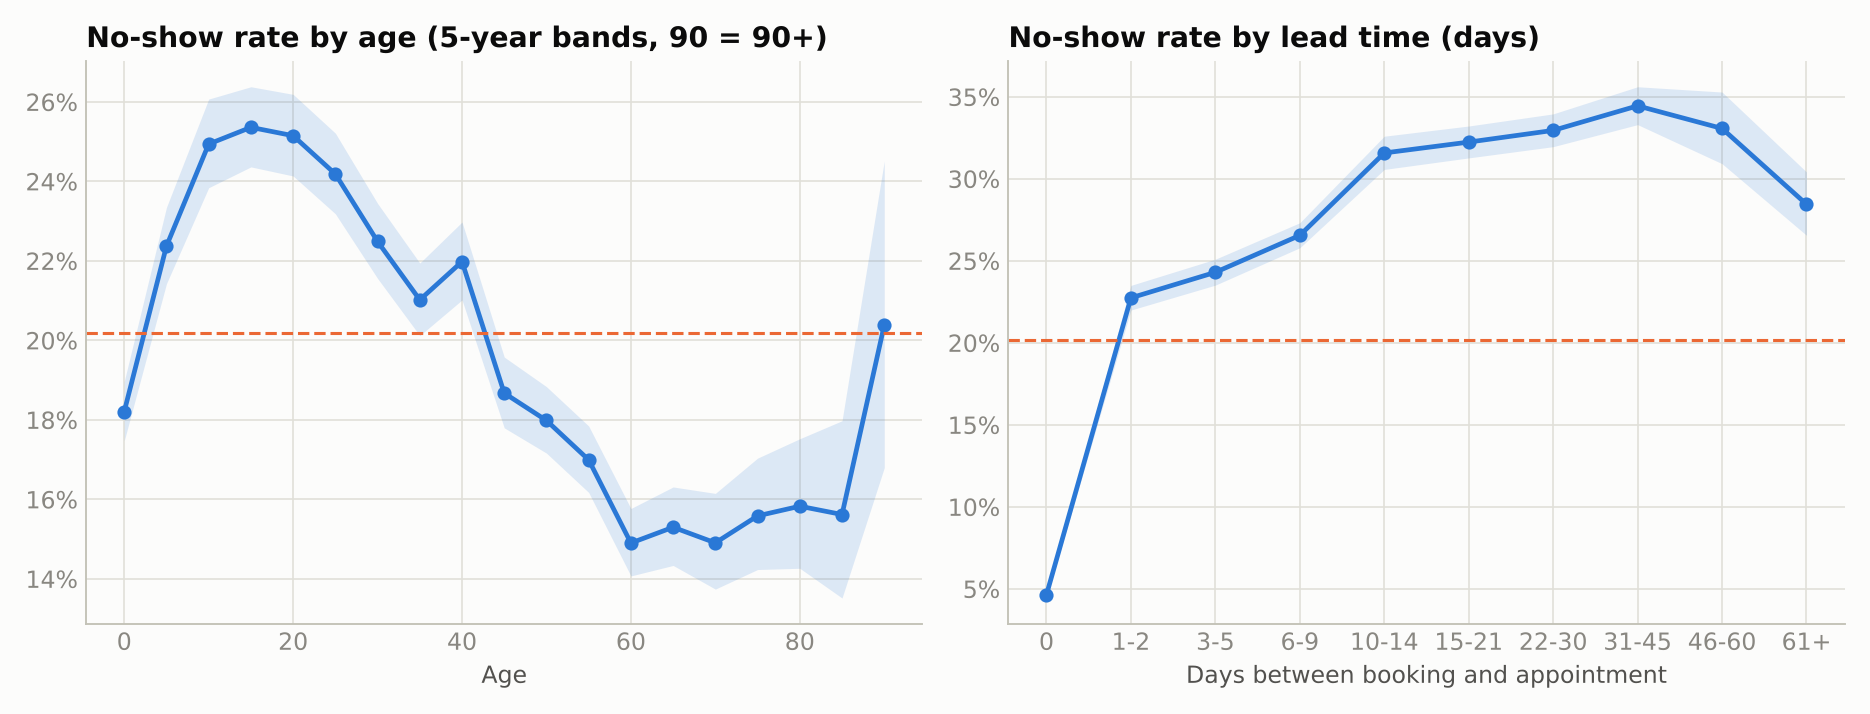 No-show rate by age (5-year bands, 90 = 90+)
26%
24%
22%
20%
18%
16%
14%
0 20 40 60 80
Age
No-show rate by lead time (days)
35%
30%
25%
20%
15%
10%
5%
0 1-2 3-5 6-9 10-14 15-21 22-30 31-45 46-60 61+
Days between booking and appointment